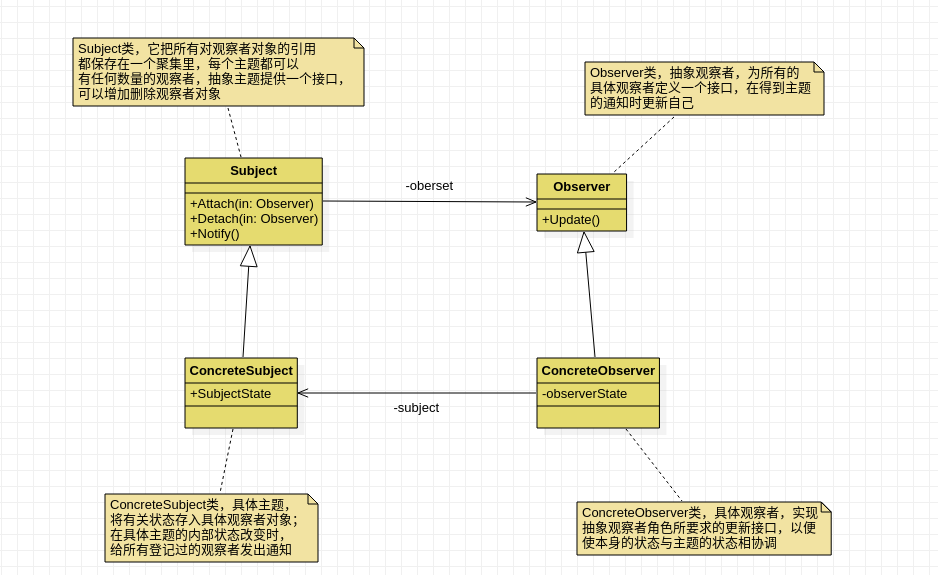 Subject类，它把所有对观察者对象的引用
都保存在一个聚集里，每个主题都可以
有任何数量的观察者，抽象主题提供一个接口，
可以增加删除观察者对象
Observer类，抽象观察者，为所有的
具体观察者定义一个接口，在得到主题
的通知时更新自己
Subject
+Attach(in: Observer)
+Detach(in: Observer)
+Notify()
-oberset
Observer
+Update()
ConcreteSubject
+SubjectState
-subject
ConcreteObserver
-observerState
ConcreteSubject类，具体主题，
将有关状态存入具体观察者对象；
在具体主题的内部状态改变时，
给所有登记过的观察者发出通知
ConcreteObserver类，具体观察者，实现
抽象观察者角色所要求的更新接口，以便
使本身的状态与主题的状态相协调